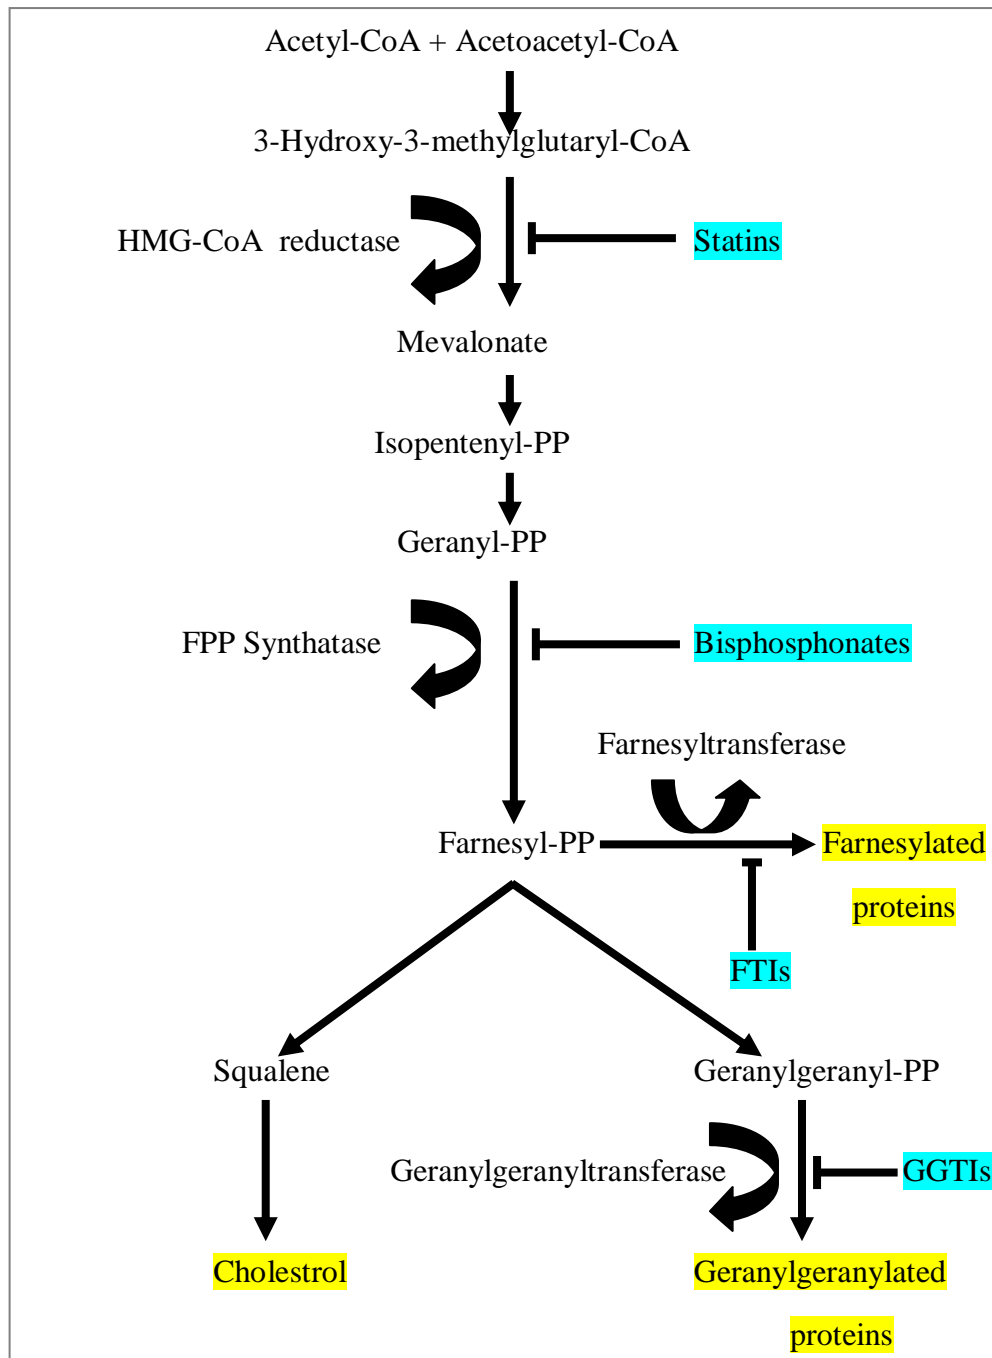 Acetyl-CoA + Acetoacetyl-CoA
3-Hydroxy-3-methylglutaryl-CoA
HMG-CoA  reductase
Statins
Mevalonate
Isopentenyl-PP
Geranyl-PP
FPP Synthatase
Bisphosphonates
Farnesyltransferase
Farnesyl-PP
Farnesylated
proteins
FTIs
Squalene
Geranylgeranyl-PP
Geranylgeranyltransferase
GGTIs
Cholestrol
Geranylgeranylated
proteins